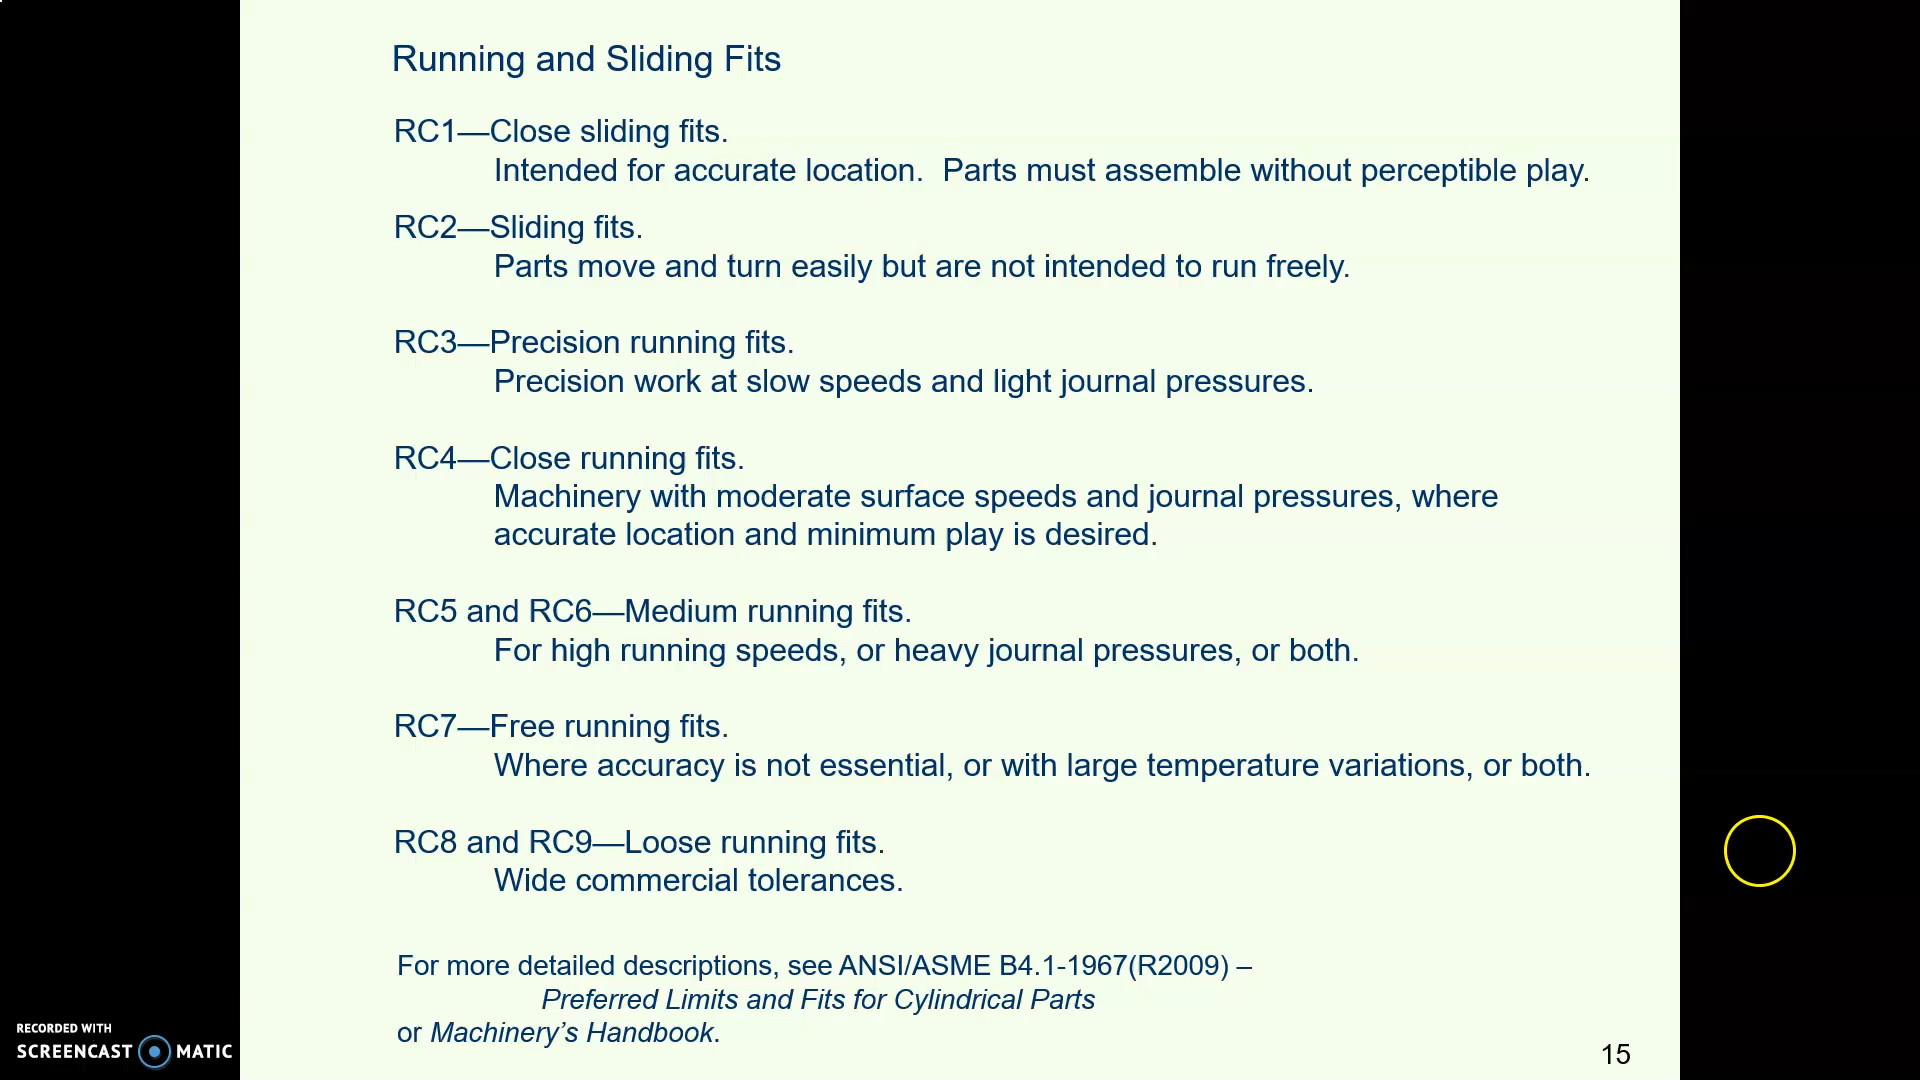 Running and Sliding Fits
RC1—Close sliding fits.
Intended for accurate location.  Parts must assemble without perceptible play.
RC2—Sliding fits.
Parts move and turn easily but are not intended to run freely.
RC3—Precision running fits.
Precision work at slow speeds and light journal pressures.
RC4—Close running fits.
Machinery with moderate surface speeds and journal pressures, where
accurate location and minimum play is desired.
RC5 and RC6—Medium running fits.
For high running speeds, or heavy journal pressures, or both.
RC7—Free running fits.
Where accuracy is not essential, or with large temperature variations, or both.
RC8 and RC9—Loose running fits.
Wide commercial tolerances.
For more detailed descriptions, see ANSI/ASME B4.1-1967(R2009) –
Preferred Limits and Fits for Cylindrical Parts
or Machinery’s Handbook.
15
RECORDED WITH
SCREENCAST MATIC